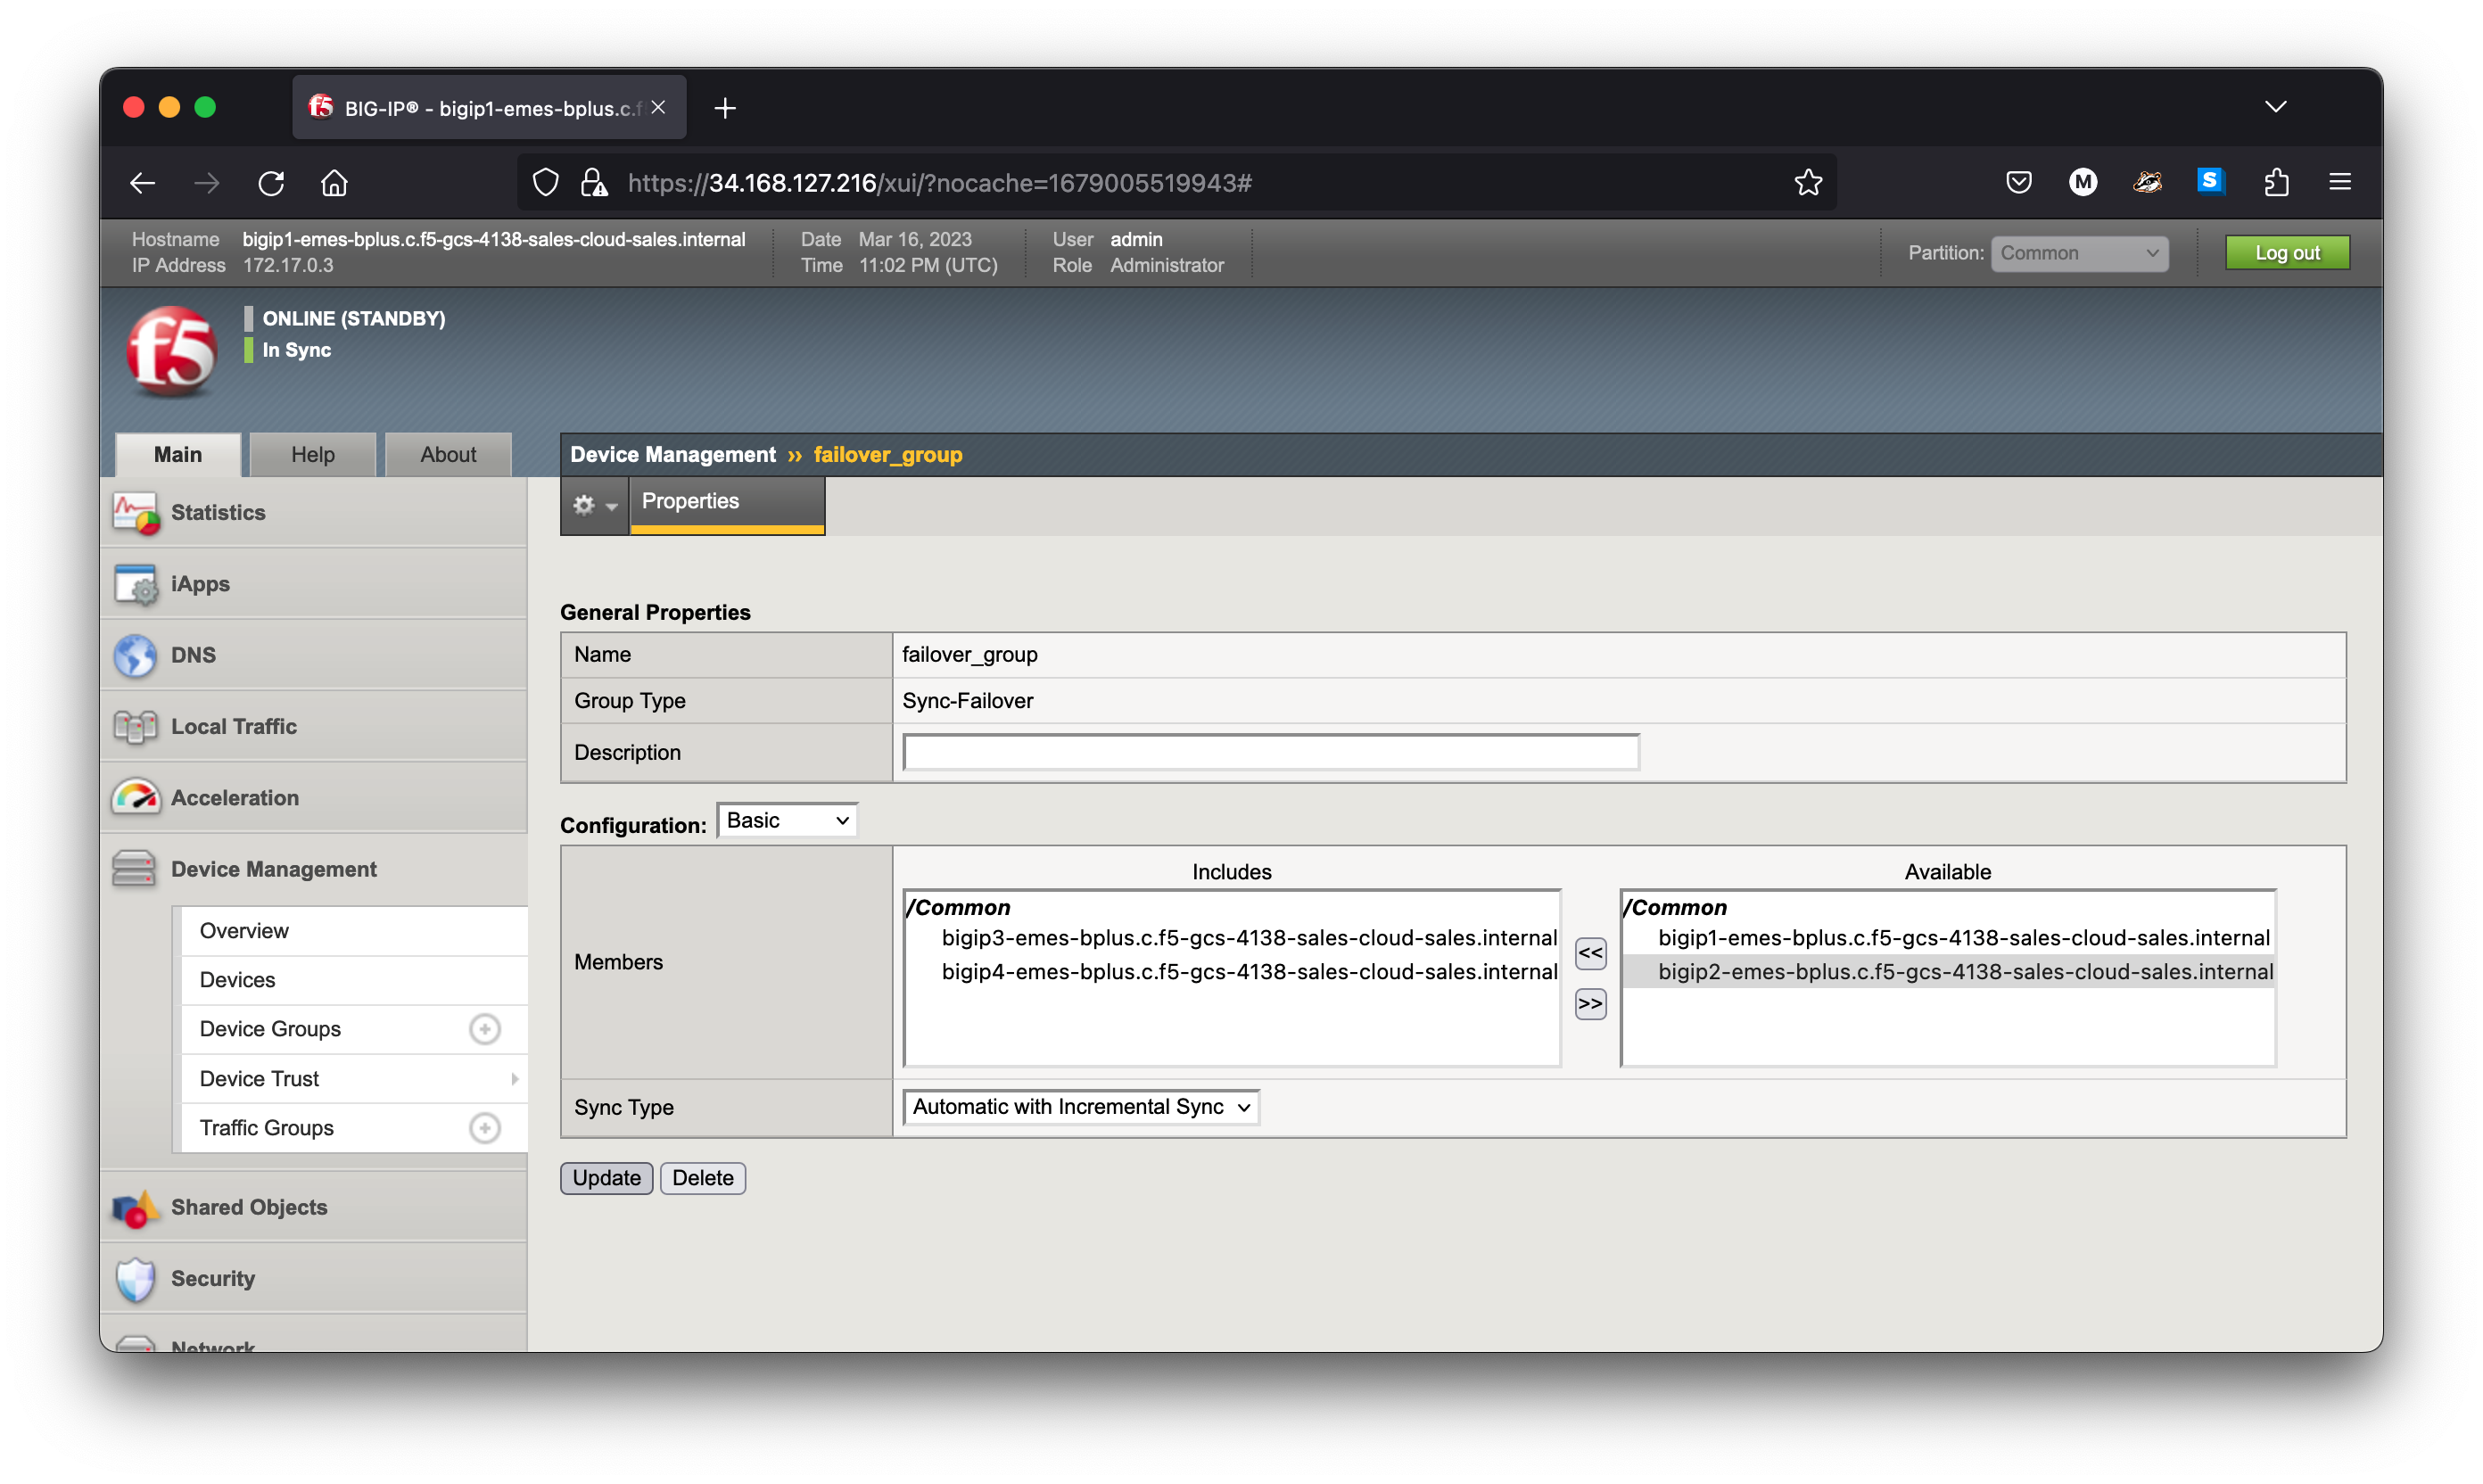 BIG-IP® - bigip1-emes-bplus.c.f
https://34.168.127.216/xui/?nocache=1679005519943#
M
S
Hostname bigip1-emes-bplus.c.f5-gcs-4138-sales-cloud-sales.internal
IP Address 172.17.0.3
Date Mar 16, 2023
Time 11:02 PM (UTC)
User admin
Role Administrator
Partition: Common
Log out
f5
ONLINE (STANDBY)
In Sync
Main Help About
Device Management ›› failover_group
Properties
Statistics
iApps
DNS
Local Traffic
Acceleration
Device Management
Overview
Devices
Device Groups
Device Trust
Traffic Groups
Shared Objects
Security
Network
General Properties
Name failover_group
Group Type Sync-Failover
Description
Configuration: Basic
Members
Includes
/Common
bigip3-emes-bplus.c.f5-gcs-4138-sales-cloud-sales.internal
bigip4-emes-bplus.c.f5-gcs-4138-sales-cloud-sales.internal
<<
>>
Available
/Common
bigip1-emes-bplus.c.f5-gcs-4138-sales-cloud-sales.internal
bigip2-emes-bplus.c.f5-gcs-4138-sales-cloud-sales.internal
Sync Type Automatic with Incremental Sync
Update Delete